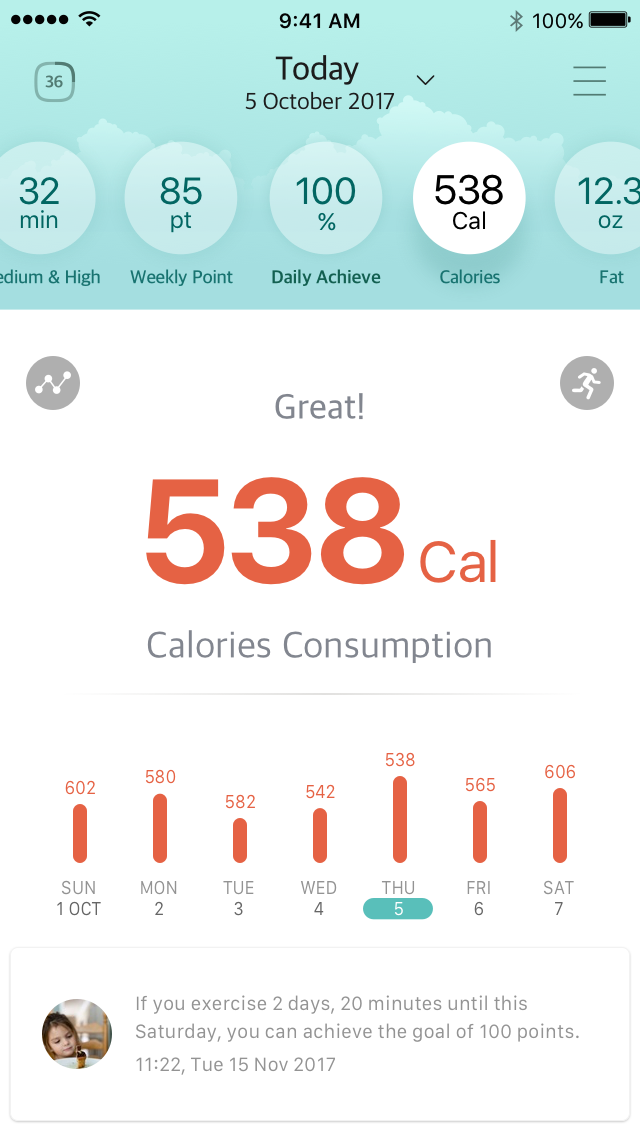 9:41 AM 100%
36
Today
5 October 2017
32 85 100 538 12.3
min pt % Cal oz
edium & High Weekly Point Daily Achieve Calories Fat
Great!
538 Cal
Calories Consumption
602 580 582 542 538 565 606
SUN MON TUE WED THU FRI SAT
1 OCT 2 3 4 5 6 7
If you exercise 2 days, 20 minutes until this
Saturday, you can achieve the goal of 100 points.
11:22, Tue 15 Nov 2017